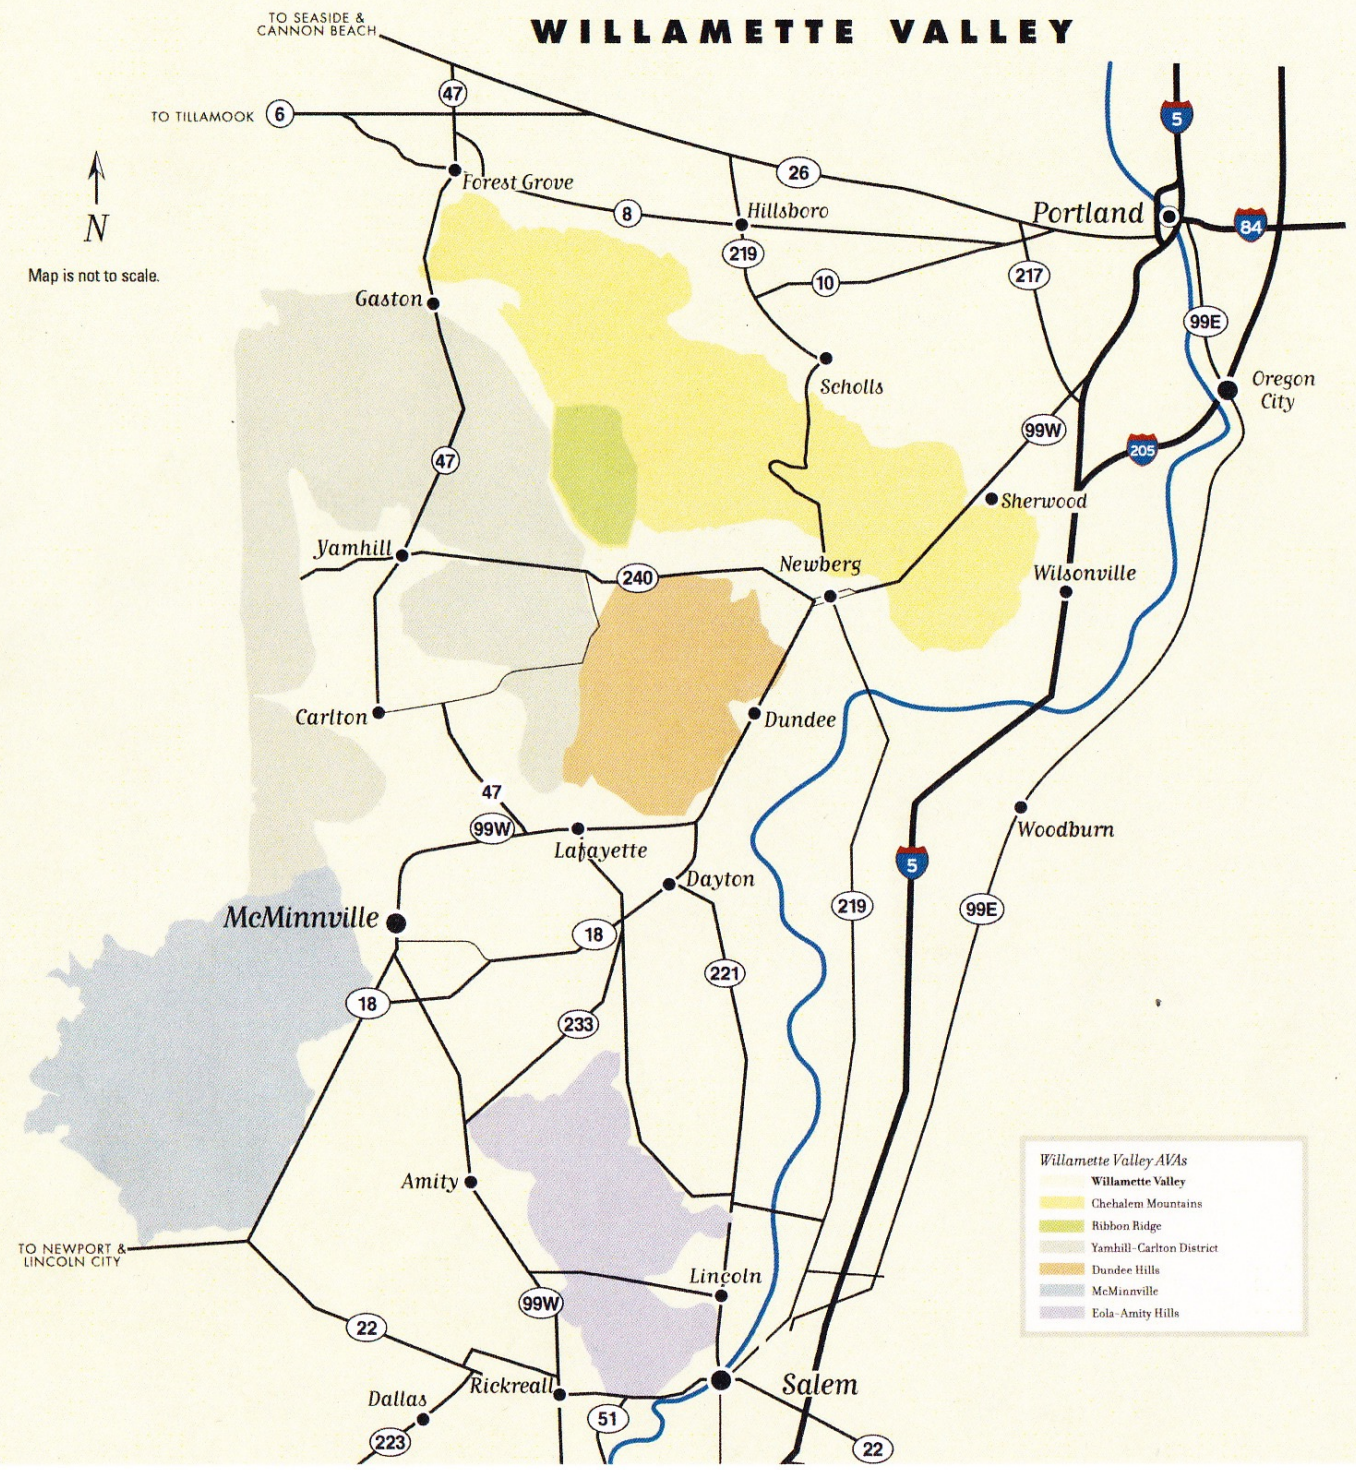 WILLAMETTE VALLEY
TO SEASIDE &
CANNON BEACH
47
TO TILLAMOOK
6
5
26
N
Map is not to scale.
Forest Grove
8
Hillsboro
Portland
84
219
10
217
Gaston
99E
Scholls
Oregon
City
99W
205
47
Sherwood
Yamhill
240
Newberg
Wilsonville
Carlton
Dundee
47
99W
Lafayette
Woodburn
5
Dayton
McMinnville
219
99E
18
221
18
233
Amity
TO NEWPORT &
LINCOLN CITY
Lincoln
99W
22
Rickreall
Salem
Dallas
51
223
22
Willamette Valley AVAs
Willamette Valley
Chehalem Mountains
Ribbon Ridge
Yamhill-Carlton District
Dundee Hills
McMinnville
Eola-Amity Hills